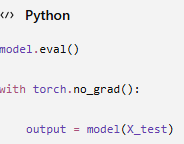 </> Python
model.eval()
with torch.no_grad():
    output = model(X_test)